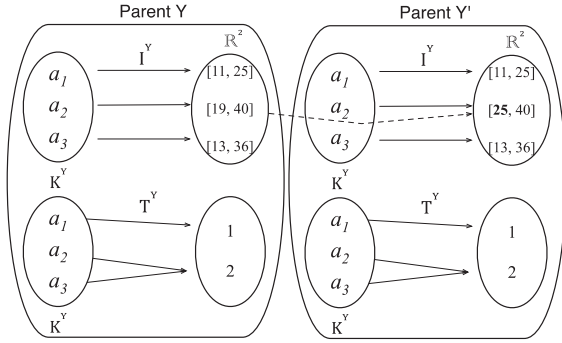 Parent Y
I^Y
ℝ²
a₁
[11, 25]
a₂
[19, 40]
a₃
[13, 36]
K^Y
T^Y
a₁
1
a₂
2
a₃
K^Y
Parent Y'
I^Y
ℝ²
a₁
[11, 25]
a₂
[25, 40]
a₃
[13, 36]
K^Y
T^Y
a₁
1
a₂
2
a₃
K^Y